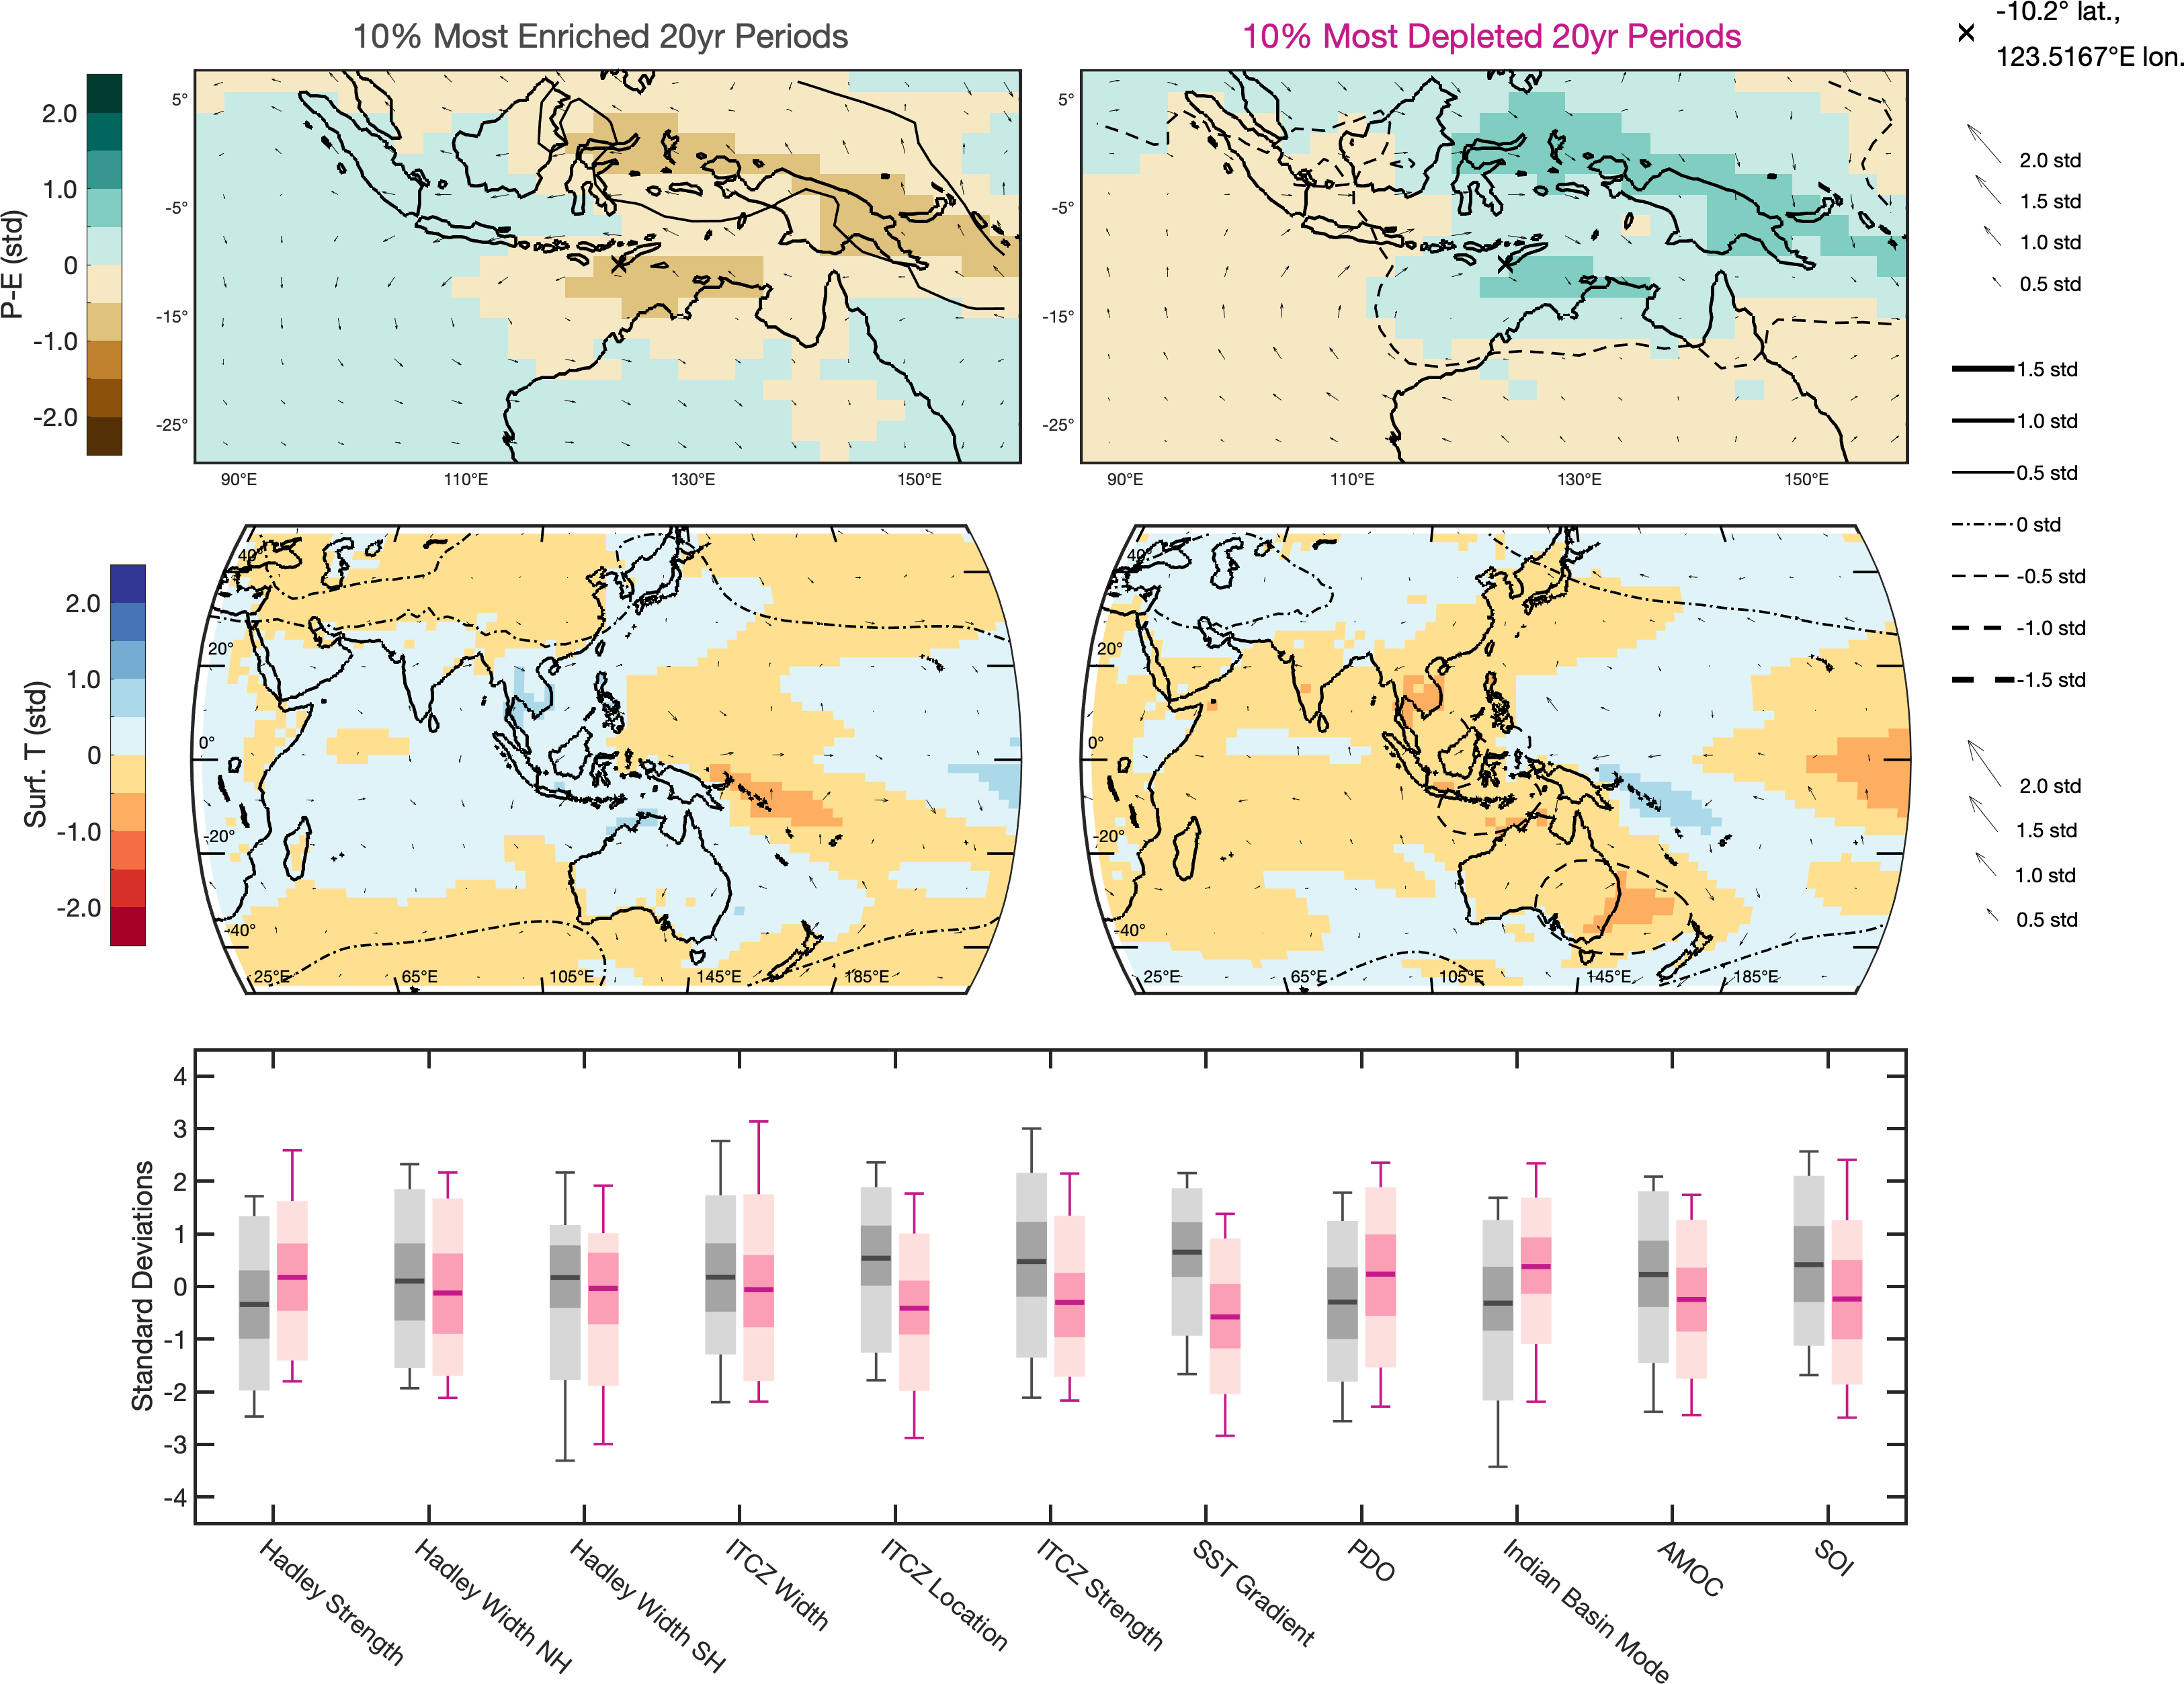 10% Most Enriched 20yr Periods
10% Most Depleted 20yr Periods
-10.2° lat.,
123.5167°E lon.
P-E (std)
2.0
1.0
0
-1.0
-2.0
5°
-5°
-15°
-25°
90°E
110°E
130°E
150°E
5°
-5°
-15°
-25°
90°E
110°E
130°E
150°E
2.0 std
1.5 std
1.0 std
0.5 std
1.5 std
1.0 std
0.5 std
0 std
-0.5 std
-1.0 std
-1.5 std
2.0 std
1.5 std
1.0 std
0.5 std
Surf. T (std)
2.0
1.0
0
-1.0
-2.0
40°
20°
0°
-20°
-40°
25°E
65°E
105°E
145°E
185°E
40°
20°
0°
-20°
-40°
25°E
65°E
105°E
145°E
185°E
Standard Deviations
4
3
2
1
0
-1
-2
-3
-4
Hadley Strength
Hadley Width NH
Hadley Width SH
ITCZ Width
ITCZ Location
ITCZ Strength
SST Gradient
PDO
Indian Basin Mode
AMOC
SOI